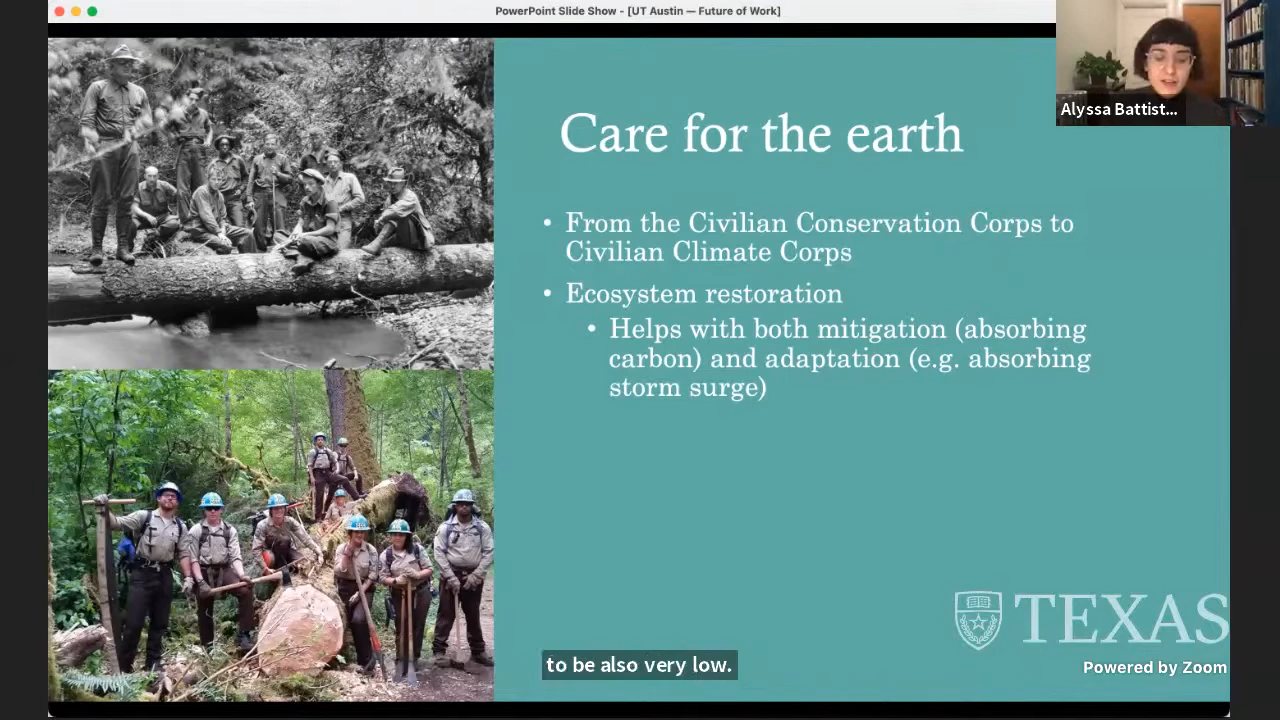 PowerPoint Slide Show - [UT Austin — Future of Work]
Alyssa Battist...
Care for the earth
• From the Civilian Conservation Corps to
Civilian Climate Corps
• Ecosystem restoration
• Helps with both mitigation (absorbing
carbon) and adaptation (e.g. absorbing
storm surge)
TEXAS
to be also very low.
Powered by Zoom